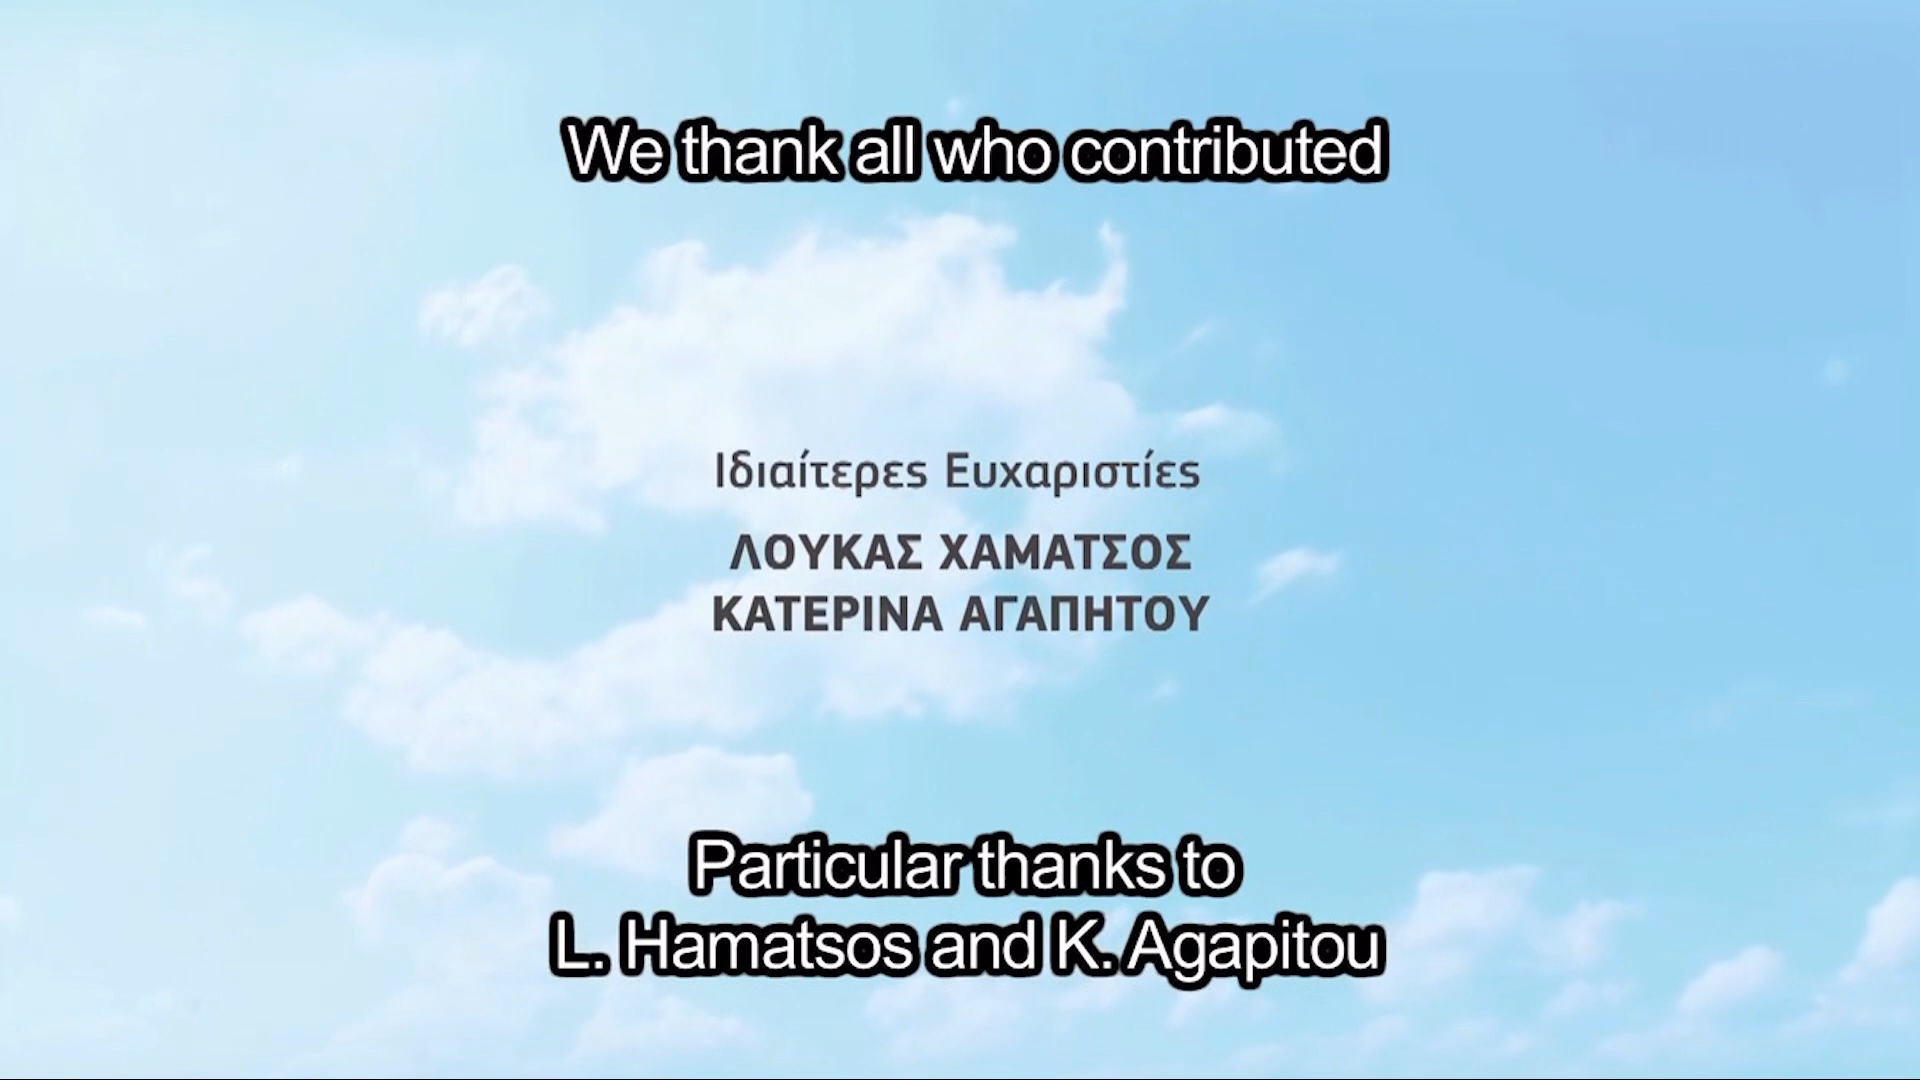 We thank all who contributed
Ιδιαίτερες Ευχαριστίες
ΛΟΥΚΑΣ ΧΑΜΑΤΣΟΣ
ΚΑΤΕΡΙΝΑ ΑΓΑΠΗΤΟΥ
Particular thanks to
L. Hamatsos and K. Agapitou